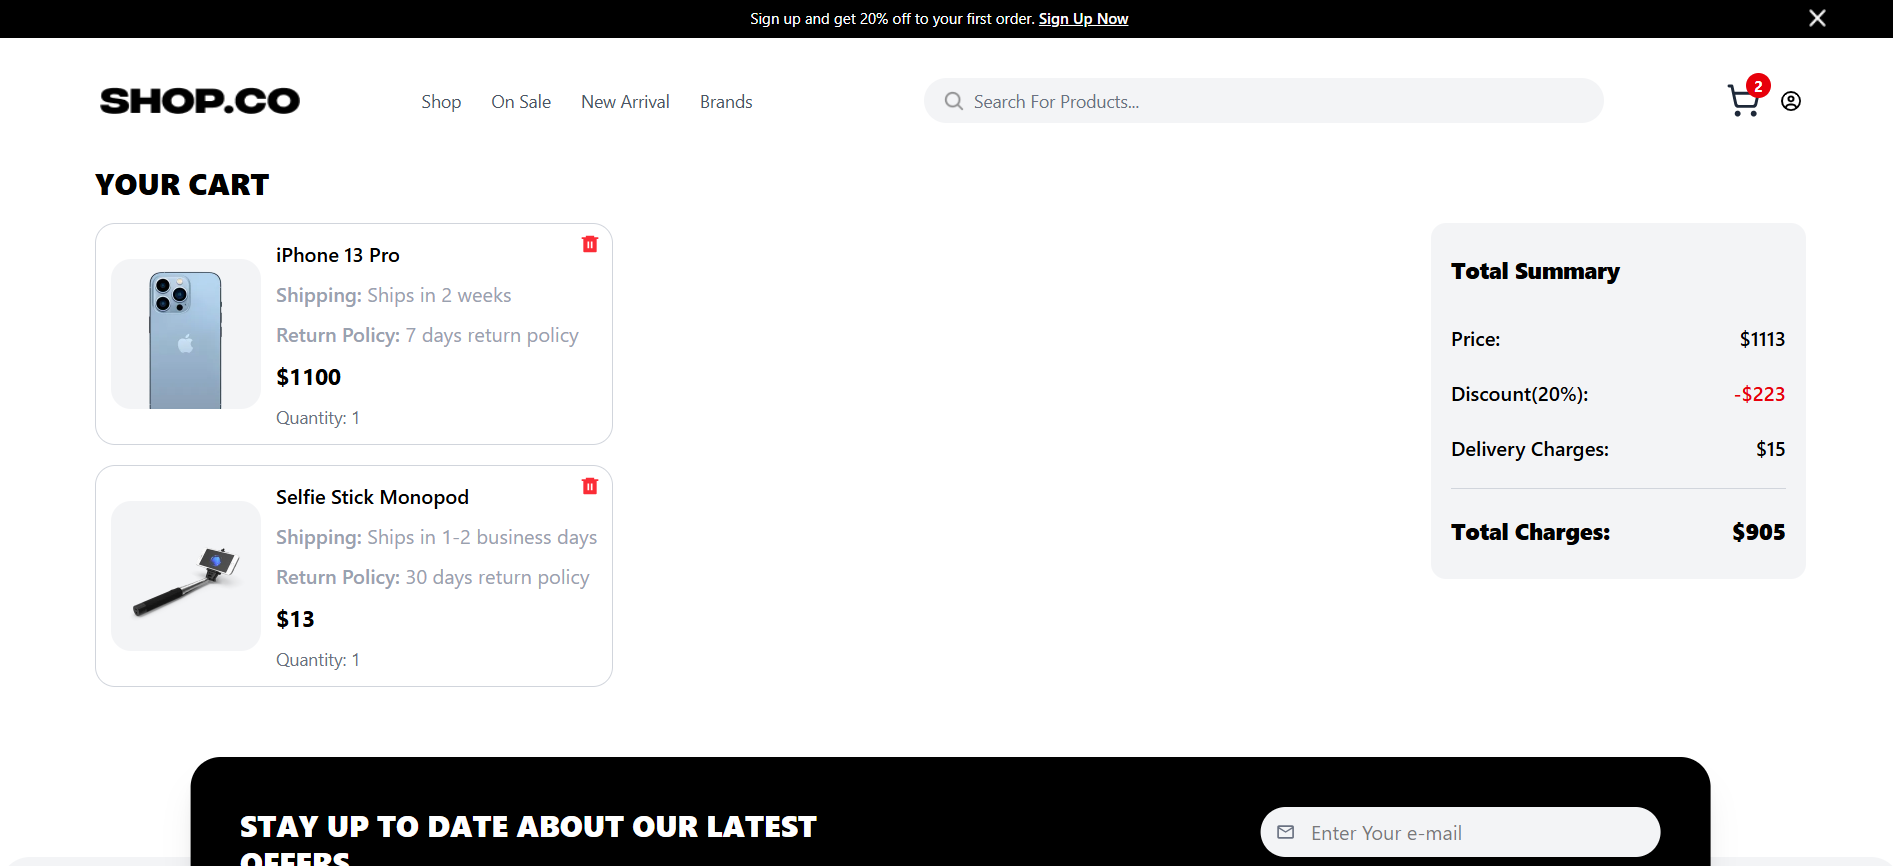 Sign up and get 20% off to your first order. Sign Up Now
SHOP.CO
Shop
On Sale
New Arrival
Brands
Search For Products...
2
YOUR CART
iPhone 13 Pro
Shipping: Ships in 2 weeks
Return Policy: 7 days return policy
$1100
Quantity: 1
Selfie Stick Monopod
Shipping: Ships in 1-2 business days
Return Policy: 30 days return policy
$13
Quantity: 1
Total Summary
Price: $1113
Discount(20%): -$223
Delivery Charges: $15
Total Charges: $905
STAY UP TO DATE ABOUT OUR LATEST
OFFERS
Enter Your e-mail